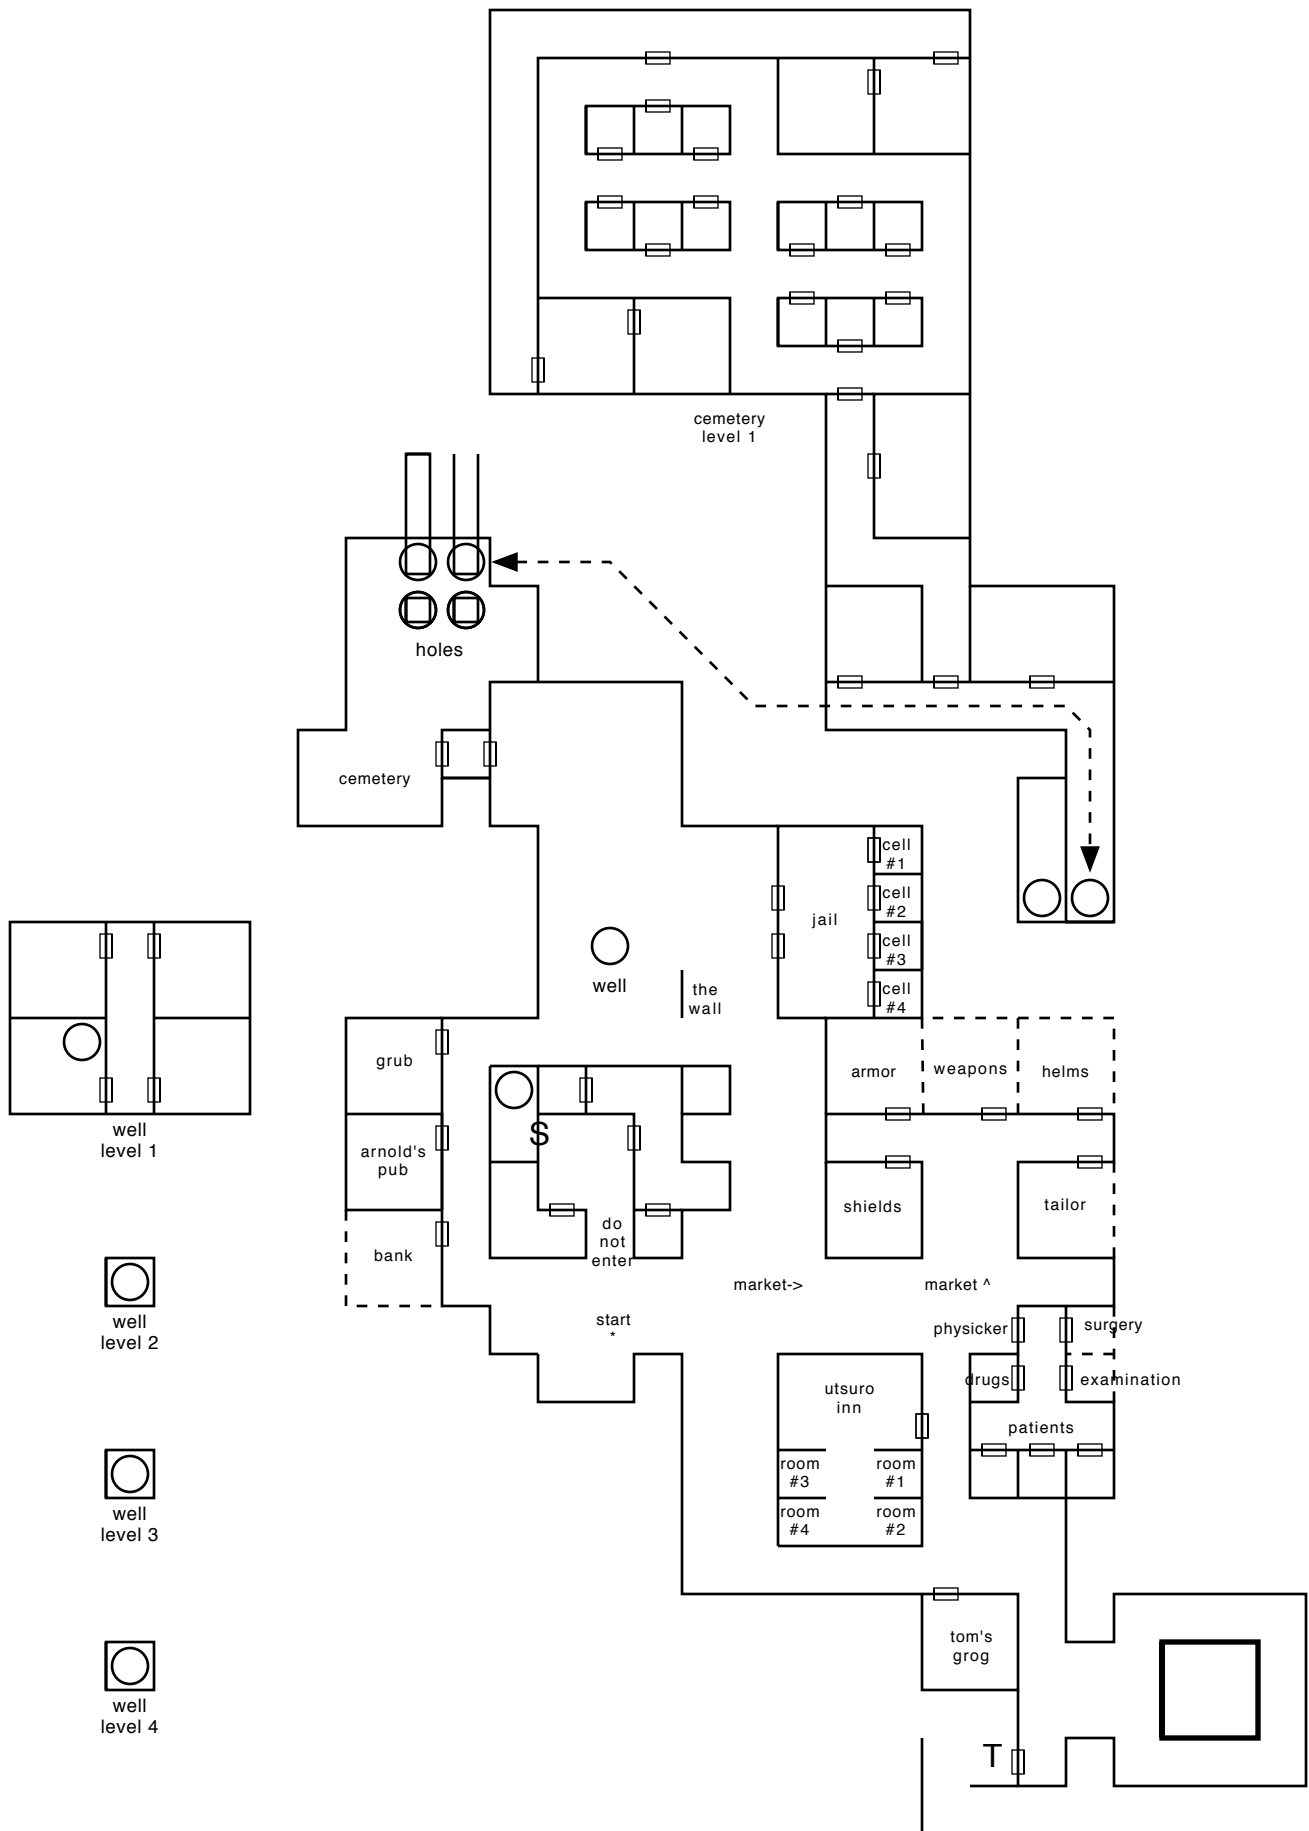 cemetery
level 1
holes
cemetery
cell
#1
cell
#2
jail
cell
#3
cell
#4
well
the
wall
grub
armor
weapons
helms
S
arnold's
pub
well
level 1
shields
tailor
do
not
enter
bank
market->
market ^
start
*
physicker
surgery
well
level 2
drugs
examination
utsuro
inn
patients
room
#3
room
#1
room
#4
room
#2
well
level 3
tom's
grog
well
level 4
T